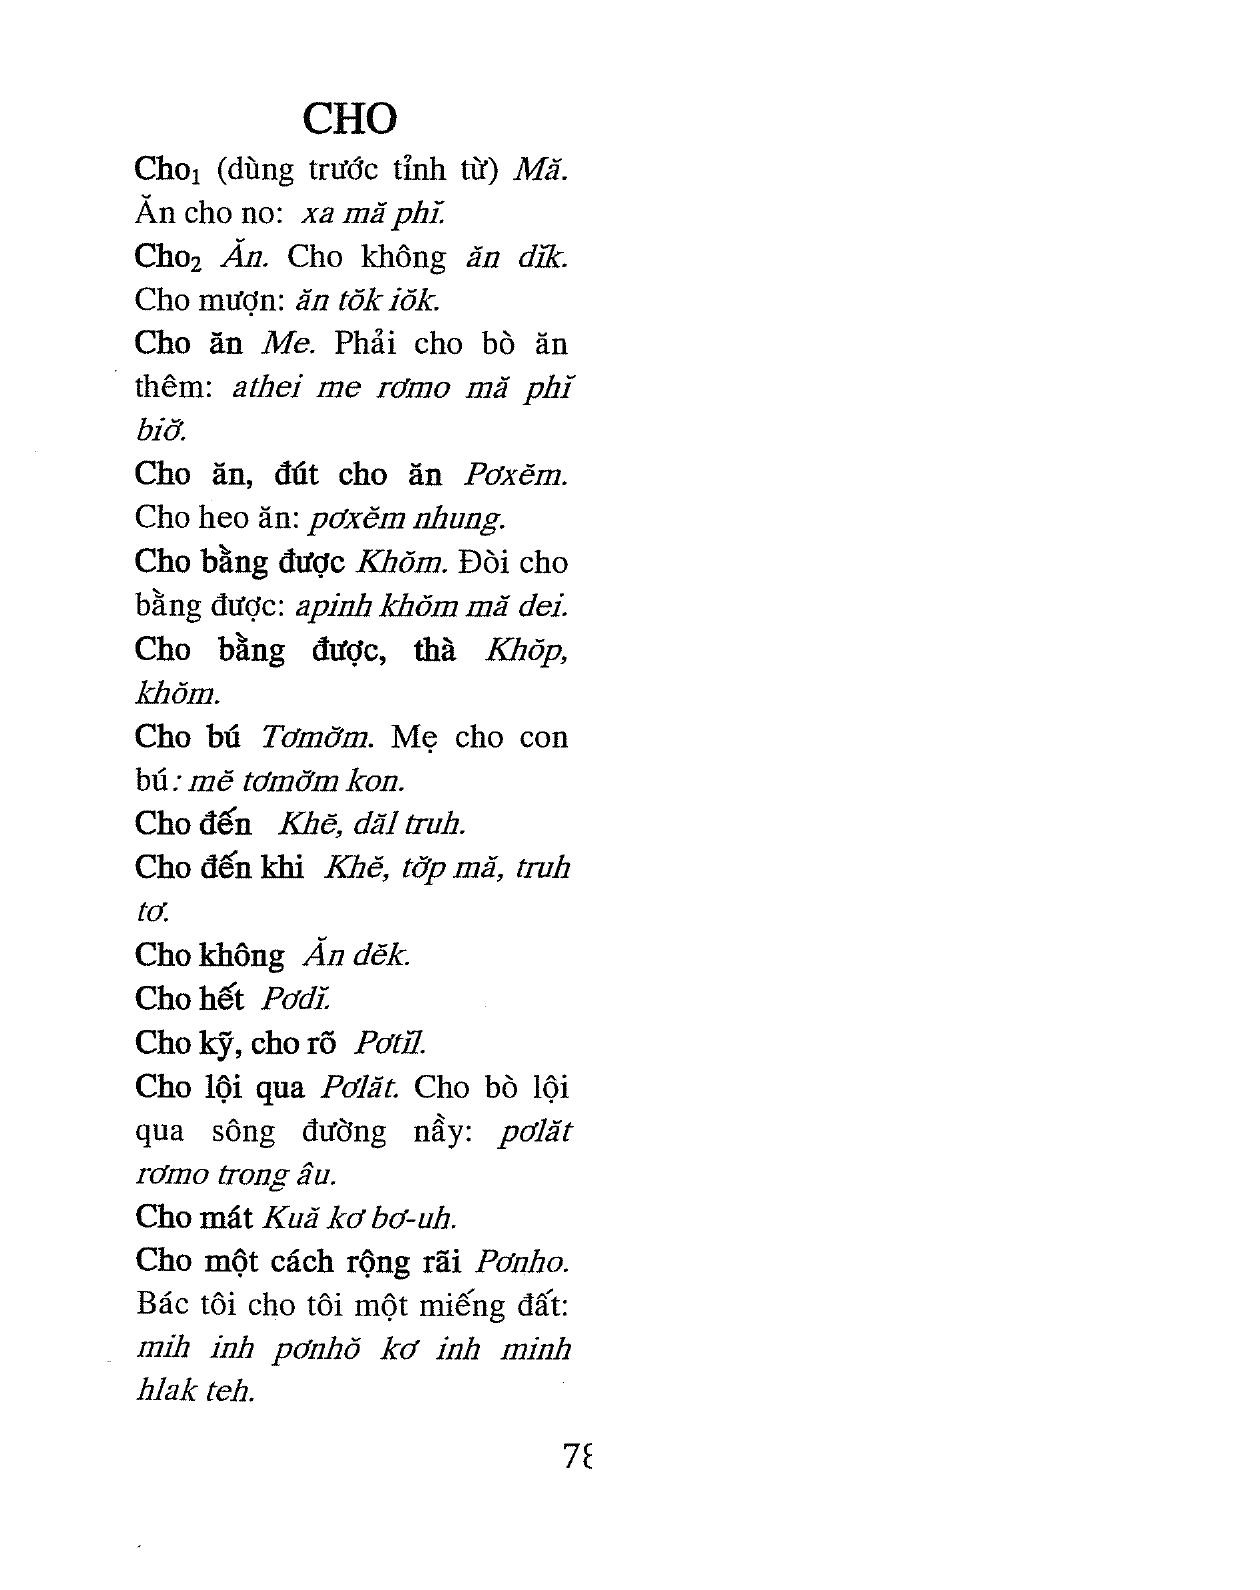 CHO
Cho₁ (dùng trước tỉnh từ) Mă.
Ăn cho no: xa mă phĭ.
Cho₂ Ăn. Cho không ăn dĭk.
Cho mượn: ăn tŏk iŏk.
Cho ăn Me. Phải cho bò ăn
thêm: athei me rơmo mă phĭ
biơ̆.
Cho ăn, đút cho ăn Pơxĕm.
Cho heo ăn: pơxĕm nhung.
Cho bằng được Khŏm. Đòi cho
bằng được: apinh khŏm mă dei.
Cho bằng được, thà Khŏp,
khŏm.
Cho bú Tơmơ̆m. Mẹ cho con
bú: mĕ tơmơ̆m kon.
Cho đến Khĕ, dăl truh.
Cho đến khi Khĕ, tơ̆p mă, truh
tơ.
Cho không Ăn dĕk.
Cho hết Pơdĭ.
Cho kỹ, cho rõ Pơtĭl.
Cho lội qua Pơlăt. Cho bò lội
qua sông đường nầy: pơlăt
rơmo trong âu.
Cho mát Kuă kơ bơ-uh.
Cho một cách rộng rãi Pơnho.
Bác tôi cho tôi một miếng đất:
mih inh pơnhŏ kơ inh minh
hlak teh.
78